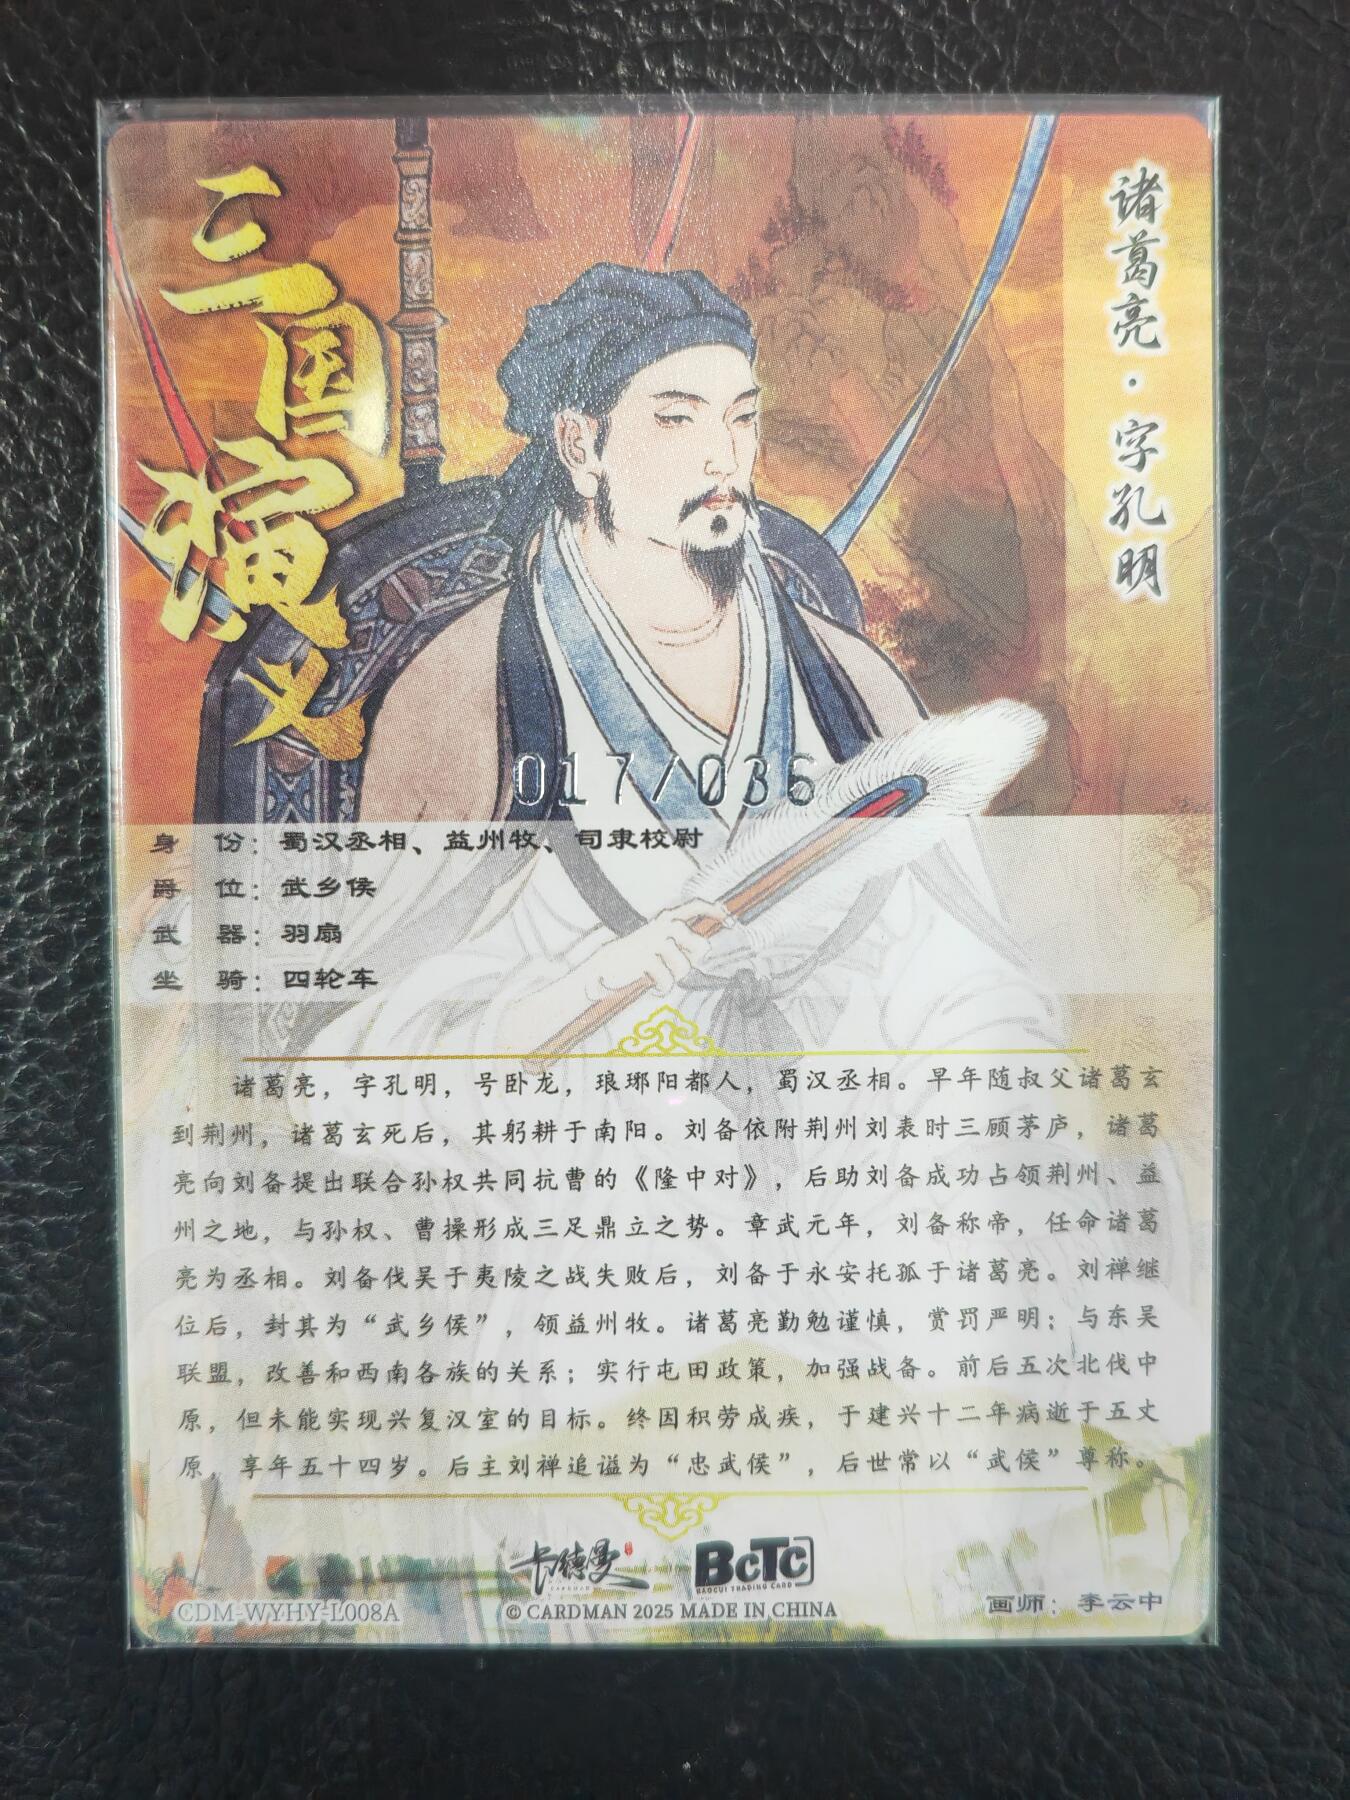 三国演义
诸葛亮·字孔明
017/036
身 份：蜀汉丞相、益州牧、司隶校尉
爵 位：武乡侯
武 器：羽扇
坐 骑：四轮车
诸葛亮，字孔明，号卧龙，琅琊阳都人，蜀汉丞相。早年随叔父诸葛玄
到荆州，诸葛玄死后，其躬耕于南阳。刘备依附荆州刘表时三顾茅庐，诸葛
亮向刘备提出联合孙权共同抗曹的《隆中对》，后助刘备成功占领荆州、益
州之地，与孙权、曹操形成三足鼎立之势。章武元年，刘备称帝，任命诸葛
亮为丞相。刘备伐吴于夷陵之战失败后，刘备于永安托孤于诸葛亮。刘禅继
位后，封其为“武乡侯”，领益州牧。诸葛亮勤勉谨慎，赏罚严明；与东吴
联盟，改善和西南各族的关系；实行屯田政策，加强战备。前后五次北伐中
原，但未能实现兴复汉室的目标。终因积劳成疾，于建兴十二年病逝于五丈
原，享年五十四岁。后主刘禅追谥为“忠武侯”，后世常以“武侯”尊称。
卡德曼
CARDMAN
BCTC
BAOCUI TRADING CARD
CDM-WYHY-L008A
© CARDMAN 2025 MADE IN CHINA
画师：李云中